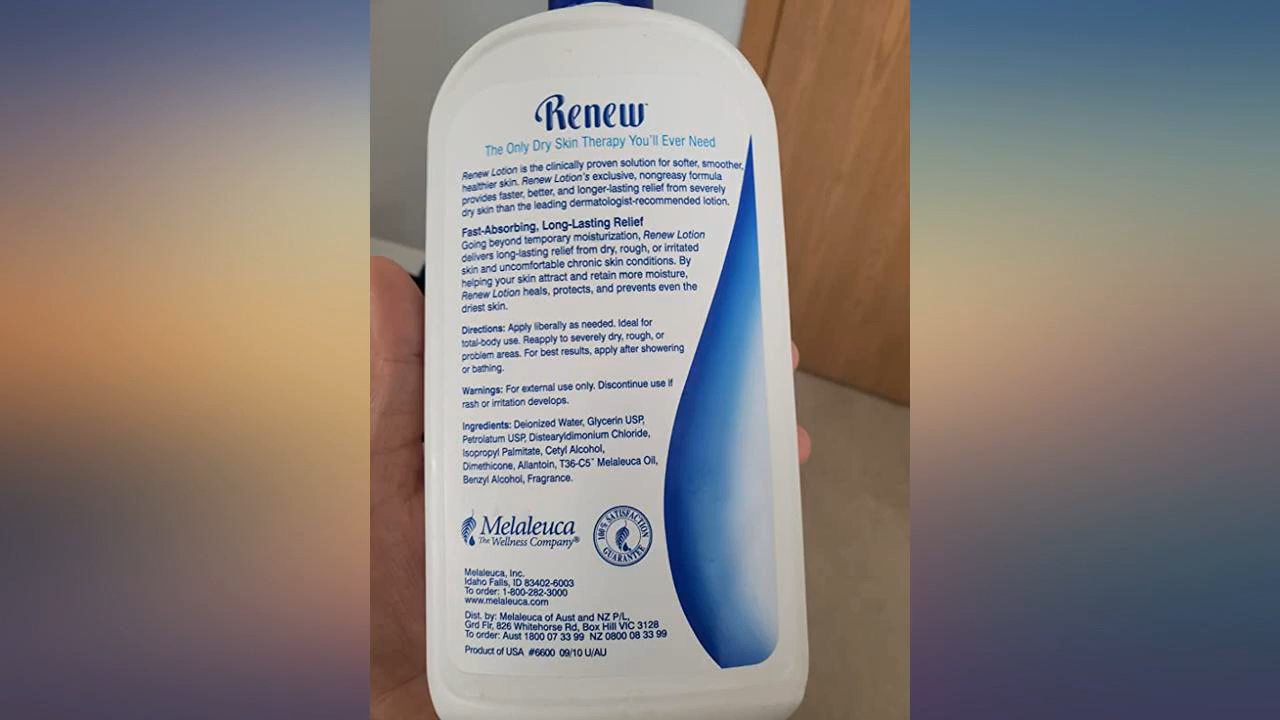 Renew™
The Only Dry Skin Therapy You'll Ever Need
Renew Lotion is the clinically proven solution for softer, smoother,
healthier skin. Renew Lotion's exclusive, nongreasy formula
provides faster, better, and longer-lasting relief from severely
dry skin than the leading dermatologist-recommended lotion.
Fast-Absorbing, Long-Lasting Relief
Going beyond temporary moisturization, Renew Lotion
delivers long-lasting relief from dry, rough, or irritated
skin and uncomfortable chronic skin conditions. By
helping your skin attract and retain more moisture,
Renew Lotion heals, protects, and prevents even the
driest skin.
Directions: Apply liberally as needed. Ideal for
total-body use. Reapply to severely dry, rough, or
problem areas. For best results, apply after showering
or bathing.
Warnings: For external use only. Discontinue use if
rash or irritation develops.
Ingredients: Deionized Water, Glycerin USP,
Petrolatum USP, Distearyldimonium Chloride,
Isopropyl Palmitate, Cetyl Alcohol,
Dimethicone, Allantoin, T36-C5™ Melaleuca Oil,
Benzyl Alcohol, Fragrance.
Melaleuca
The Wellness Company®
100% SATISFACTION
GUARANTEE
Melaleuca, Inc.
Idaho Falls, ID 83402-6003
To order: 1-800-282-3000
www.melaleuca.com
Dist. by: Melaleuca of Aust and NZ P/L,
Grd Flr, 826 Whitehorse Rd, Box Hill VIC 3128
To order: Aust 1800 07 33 99 NZ 0800 08 33 99
Product of USA #6600 09/10 U/AU